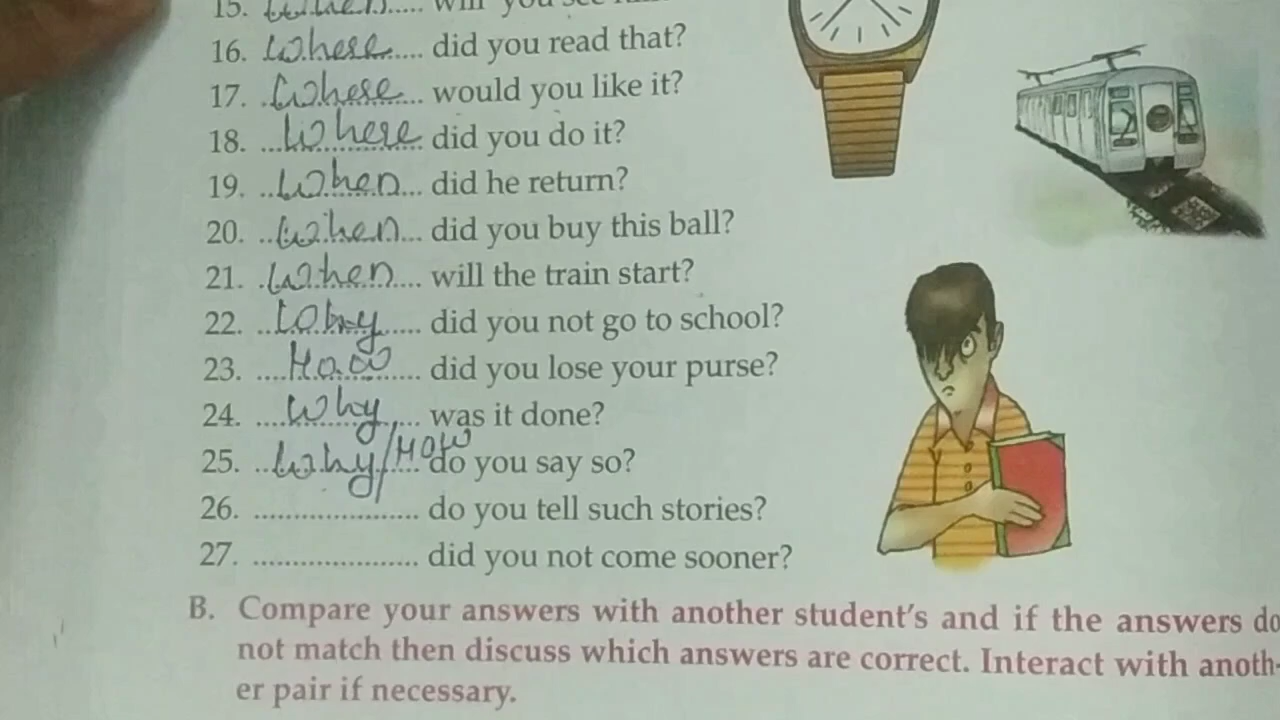 15. When will you see
16. Where did you read that?
17. Where would you like it?
18. Where did you do it?
19. When did he return?
20. When did you buy this ball?
21. When will the train start?
22. Why did you not go to school?
23. How did you lose your purse?
24. Why was it done?
25. Why/How do you say so?
26. .................... do you tell such stories?
27. .................... did you not come sooner?
B. Compare your answers with another student's and if the answers do
not match then discuss which answers are correct. Interact with anoth-
er pair if necessary.